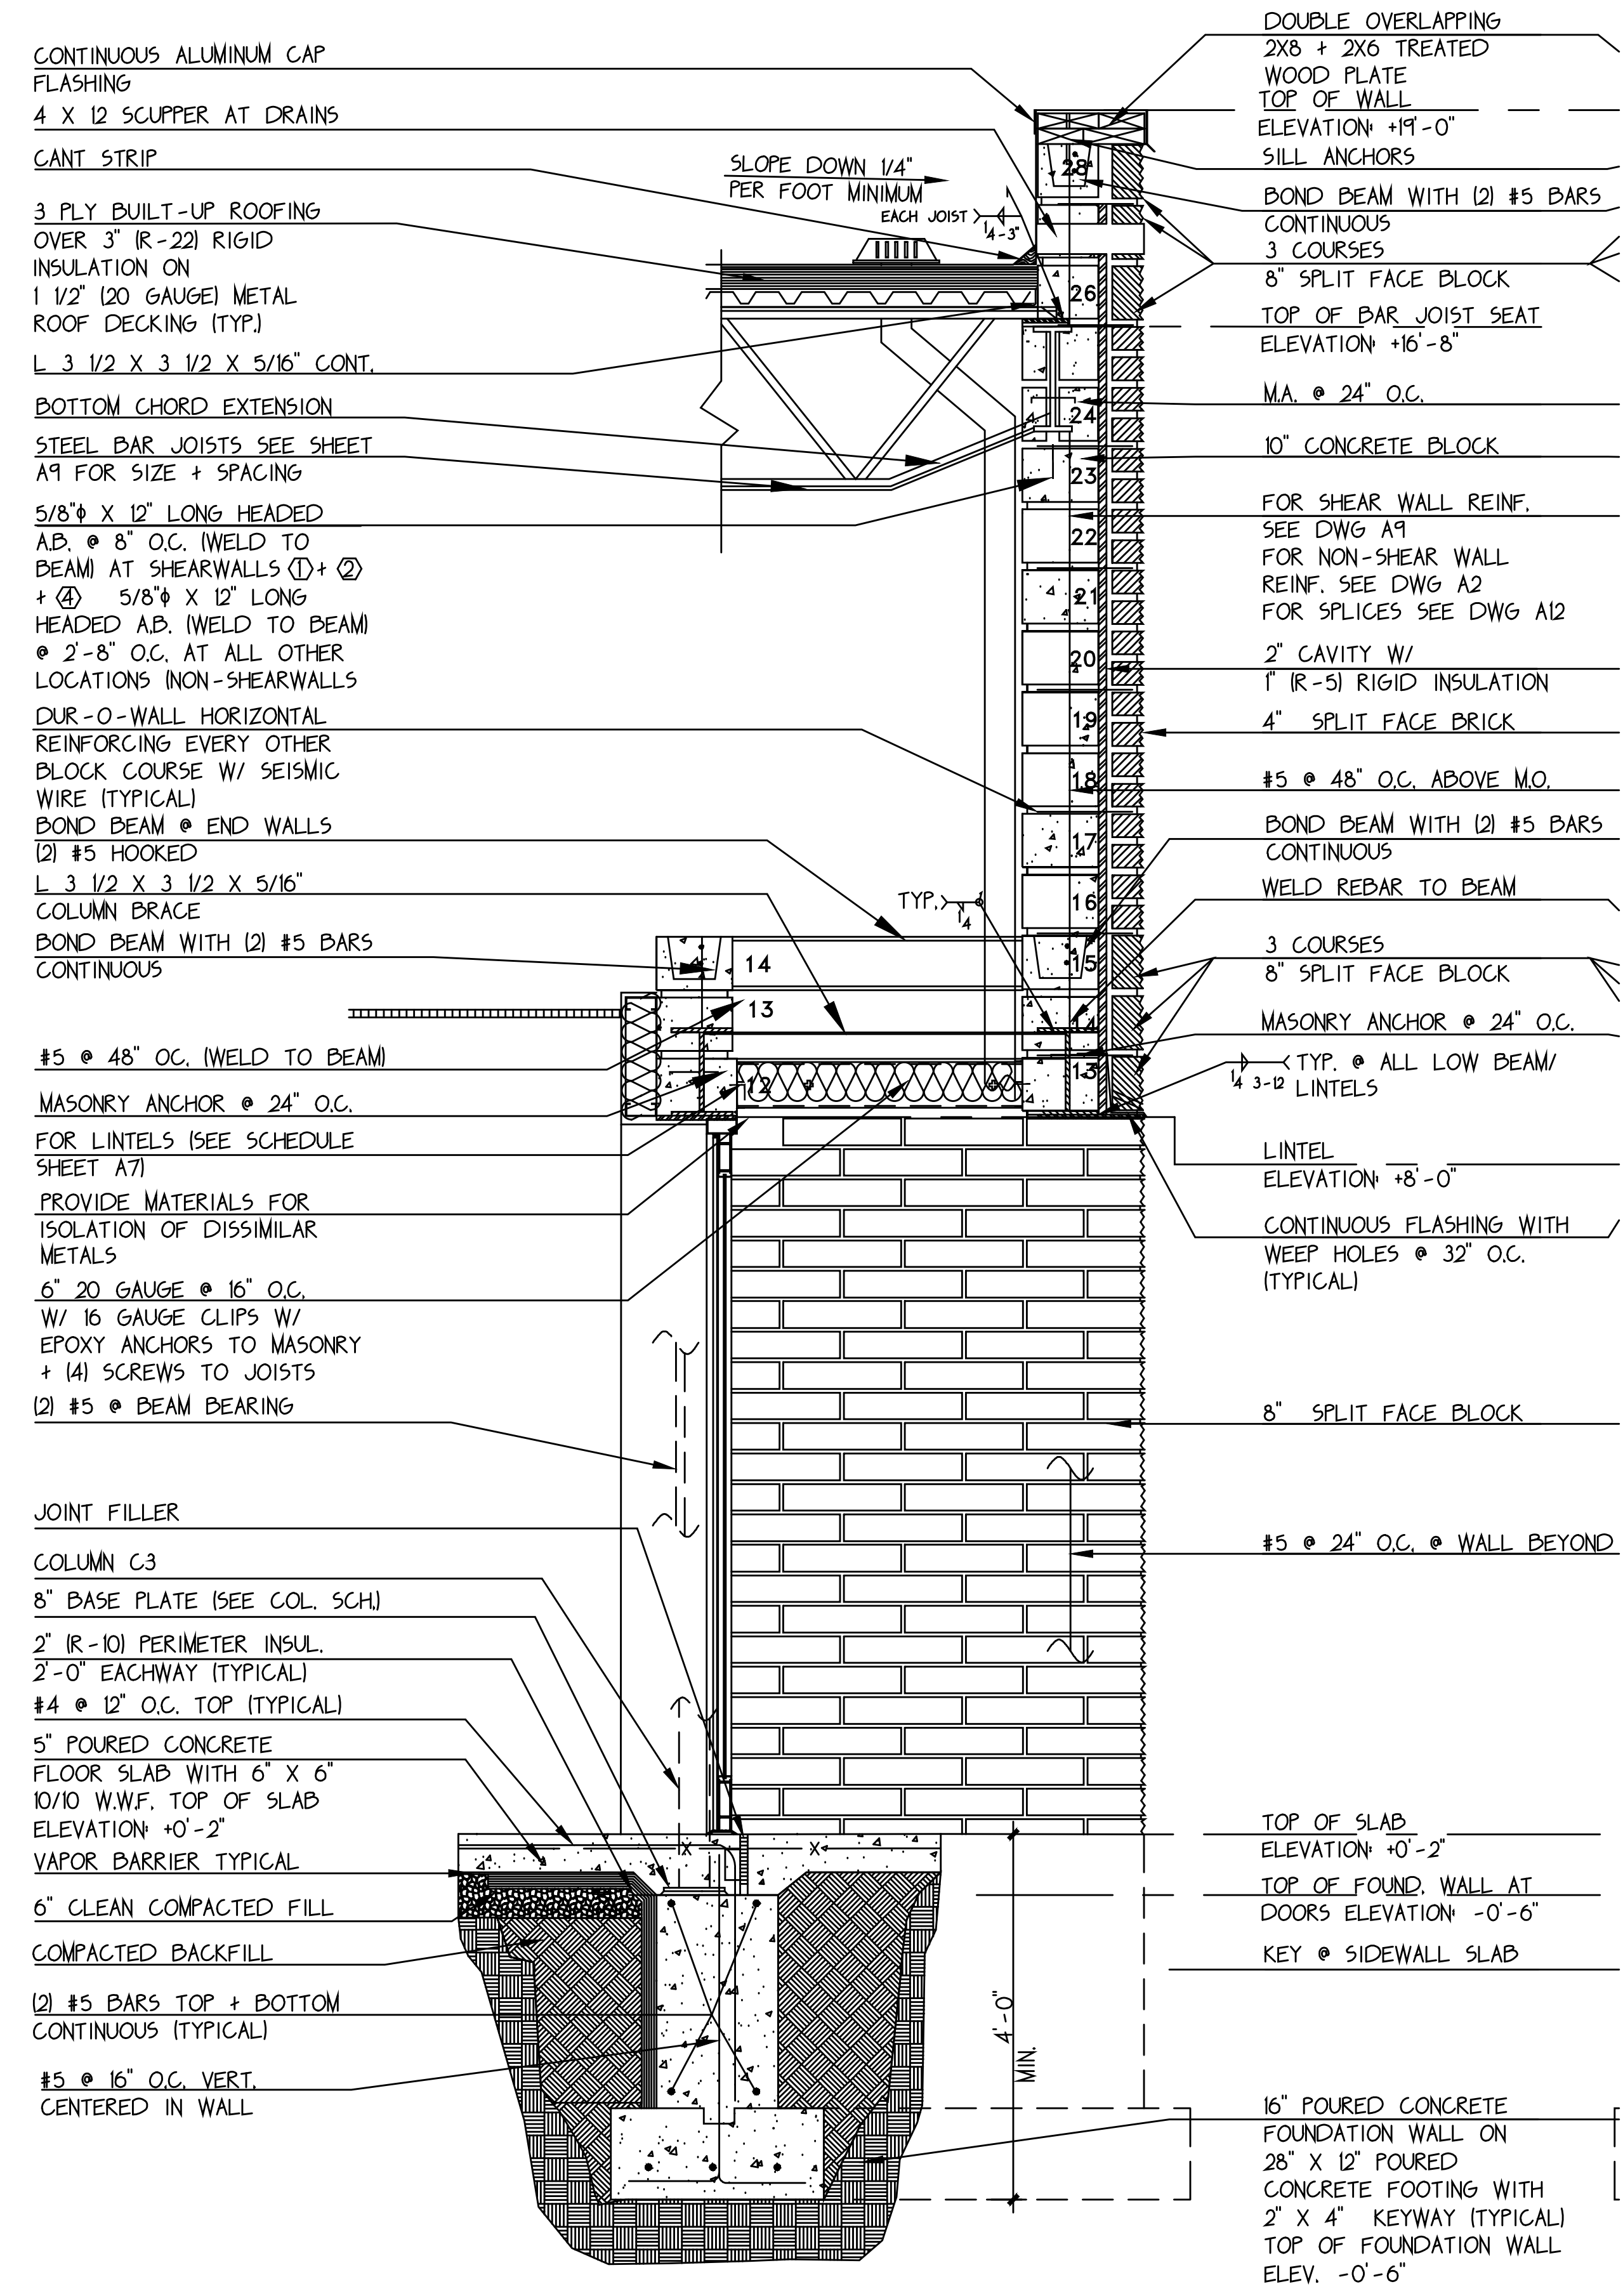 CONTINUOUS ALUMINUM CAP
FLASHING
4 X 12 SCUPPER AT DRAINS
CANT STRIP
3 PLY BUILT-UP ROOFING
OVER 3" (R-22) RIGID
INSULATION ON
1 1/2" (20 GAUGE) METAL
ROOF DECKING (TYP.)
L 3 1/2 X 3 1/2 X 5/16" CONT.
BOTTOM CHORD EXTENSION
STEEL BAR JOISTS SEE SHEET
A9 FOR SIZE + SPACING
5/8"ϕ X 12" LONG HEADED
A.B. @ 8" O.C. (WELD TO
BEAM) AT SHEARWALLS 1 + 2
+ 4 5/8"ϕ X 12" LONG
HEADED A.B. (WELD TO BEAM)
@ 2'-8" O.C. AT ALL OTHER
LOCATIONS (NON-SHEARWALLS
DUR-O-WALL HORIZONTAL
REINFORCING EVERY OTHER
BLOCK COURSE W/ SEISMIC
WIRE (TYPICAL)
BOND BEAM @ END WALLS
(2) #5 HOOKED
L 3 1/2 X 3 1/2 X 5/16"
COLUMN BRACE
BOND BEAM WITH (2) #5 BARS
CONTINUOUS
#5 @ 48" OC. (WELD TO BEAM)
MASONRY ANCHOR @ 24" O.C.
FOR LINTELS (SEE SCHEDULE
SHEET A7)
PROVIDE MATERIALS FOR
ISOLATION OF DISSIMILAR
METALS
6" 20 GAUGE @ 16" O.C.
W/ 16 GAUGE CLIPS W/
EPOXY ANCHORS TO MASONRY
+ (4) SCREWS TO JOISTS
(2) #5 @ BEAM BEARING
JOINT FILLER
COLUMN C3
8" BASE PLATE (SEE COL. SCH.)
2" (R-10) PERIMETER INSUL.
2'-0" EACHWAY (TYPICAL)
#4 @ 12" O.C. TOP (TYPICAL)
5" POURED CONCRETE
FLOOR SLAB WITH 6" X 6"
10/10 W.W.F. TOP OF SLAB
ELEVATION: +0'-2"
VAPOR BARRIER TYPICAL
6" CLEAN COMPACTED FILL
COMPACTED BACKFILL
(2) #5 BARS TOP + BOTTOM
CONTINUOUS (TYPICAL)
#5 @ 16" O.C. VERT.
CENTERED IN WALL
SLOPE DOWN 1/4"
PER FOOT MINIMUM
EACH JOIST
1/4 -3"
28
26
24
23
22
21
20
19
18
17
16
15
14
13
14
13
12
TYP.
1/4
X
X
4'-0"
MIN.
DOUBLE OVERLAPPING
2X8 + 2X6 TREATED
WOOD PLATE
TOP OF WALL
ELEVATION: +19'-0"
SILL ANCHORS
BOND BEAM WITH (2) #5 BARS
CONTINUOUS
3 COURSES
8" SPLIT FACE BLOCK
TOP OF BAR JOIST SEAT
ELEVATION: +16'-8"
M.A. @ 24" O.C.
10" CONCRETE BLOCK
FOR SHEAR WALL REINF.
SEE DWG A9
FOR NON-SHEAR WALL
REINF. SEE DWG A2
FOR SPLICES SEE DWG A12
2" CAVITY W/
1" (R-5) RIGID INSULATION
4" SPLIT FACE BRICK
#5 @ 48" O.C. ABOVE M.O.
BOND BEAM WITH (2) #5 BARS
CONTINUOUS
WELD REBAR TO BEAM
3 COURSES
8" SPLIT FACE BLOCK
MASONRY ANCHOR @ 24" O.C.
1/4 3-12 TYP. @ ALL LOW BEAM/
LINTELS
LINTEL
ELEVATION: +8'-0"
CONTINUOUS FLASHING WITH
WEEP HOLES @ 32" O.C.
(TYPICAL)
8" SPLIT FACE BLOCK
#5 @ 24" O.C. @ WALL BEYOND
TOP OF SLAB
ELEVATION: +0'-2"
TOP OF FOUND. WALL AT
DOORS ELEVATION: -0'-6"
KEY @ SIDEWALL SLAB
16" POURED CONCRETE
FOUNDATION WALL ON
28" X 12" POURED
CONCRETE FOOTING WITH
2" X 4" KEYWAY (TYPICAL)
TOP OF FOUNDATION WALL
ELEV. -0'-6"